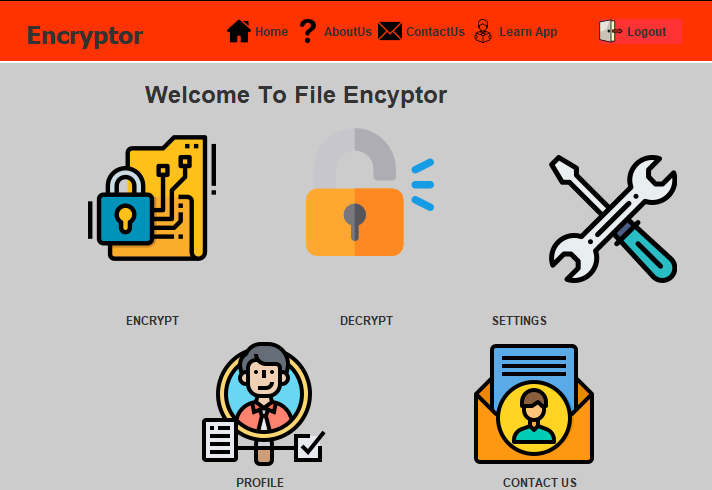 Encryptor
Home ? AboutUs ContactUs Learn App Logout
Welcome To File Encyptor
ENCRYPT DECRYPT SETTINGS
PROFILE CONTACT US